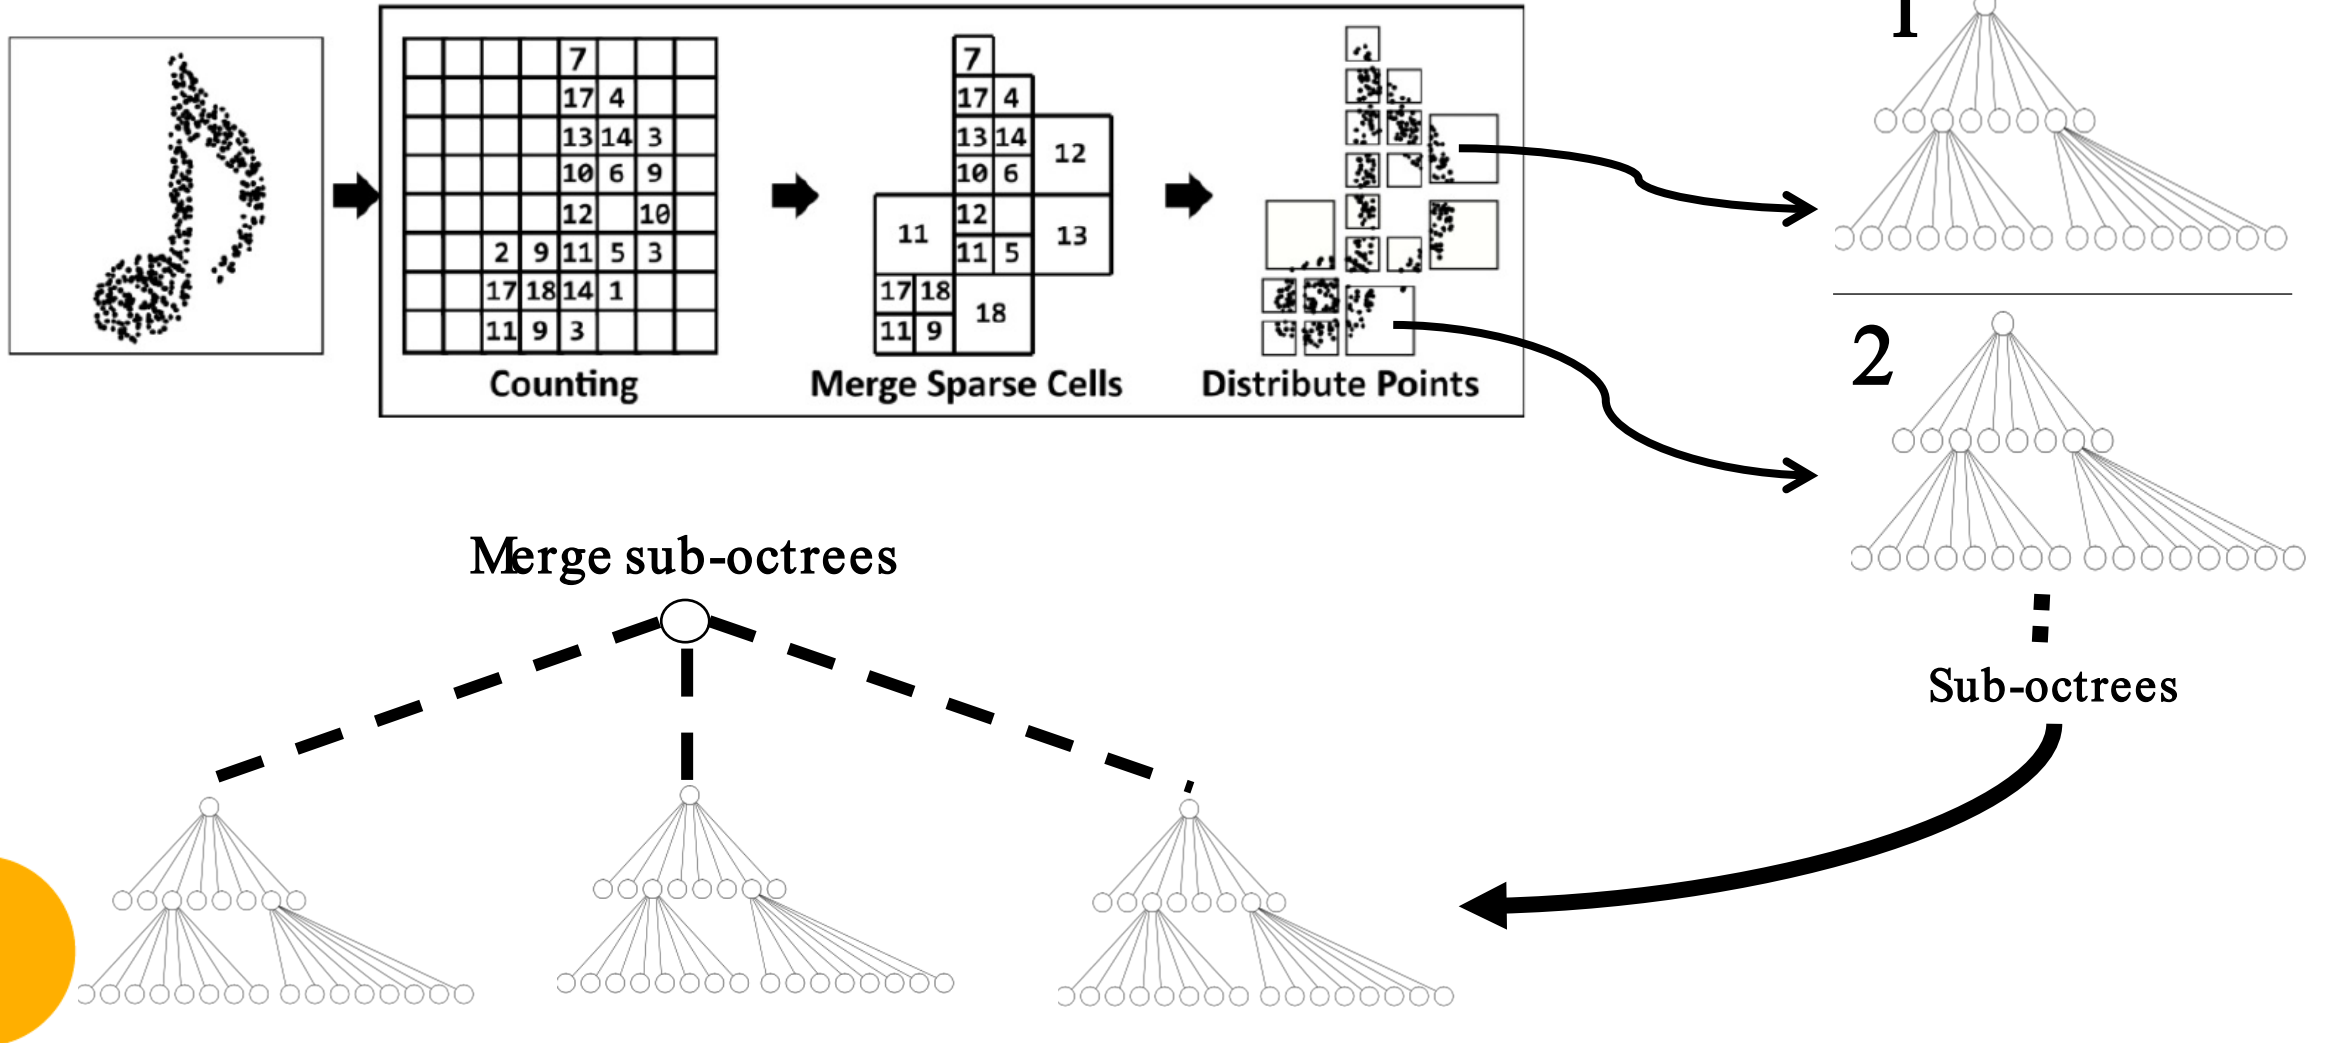 7
17 4
13 14 3
10 6 9
12 10
2 9 11 5 3
17 18 14 1
11 9 3
Counting
7
17 4
13 14 12
10 6
11 12 13
11 5
17 18 18
11 9
Merge Sparse Cells
Distribute Points
1
2
Sub-octrees
Merge sub-octrees